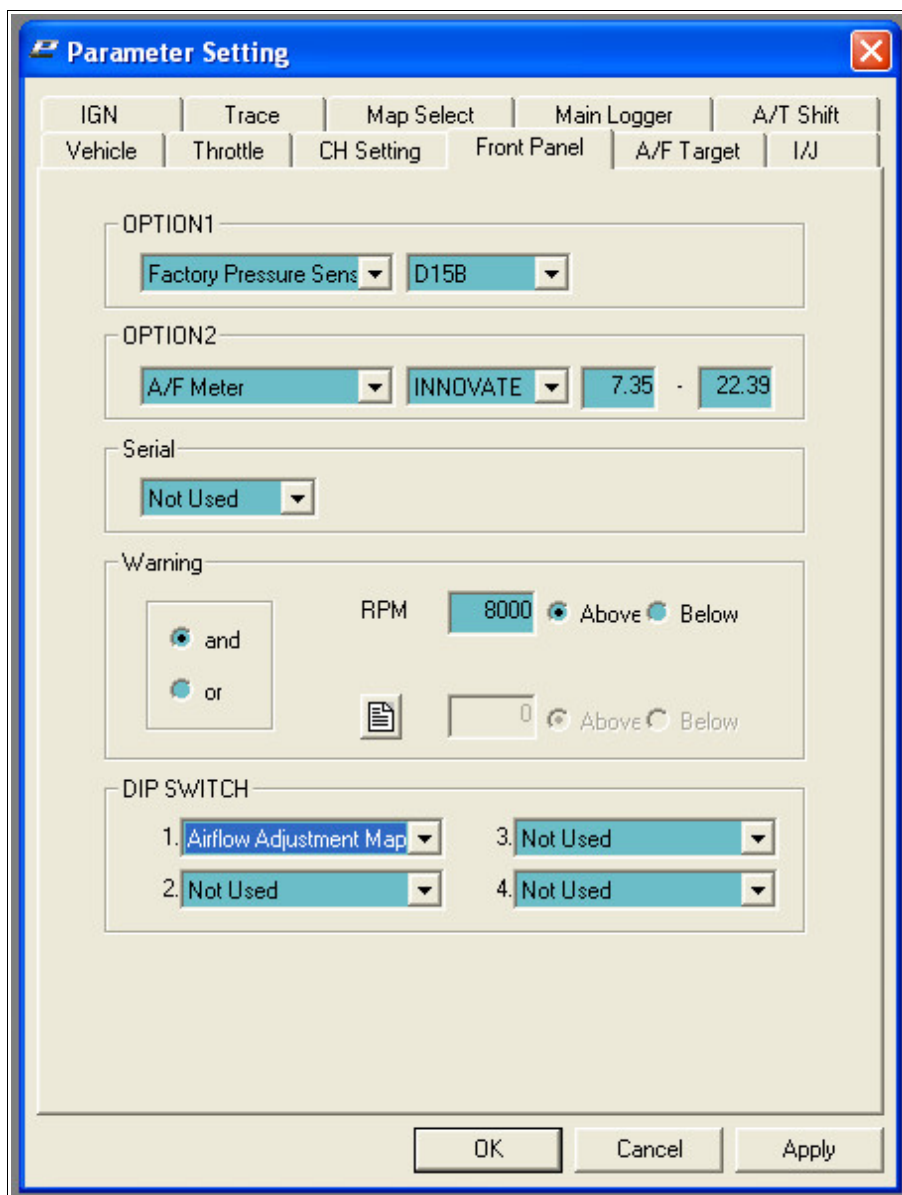 Parameter Setting
IGN Trace Map Select Main Logger A/T Shift
Vehicle Throttle CH Setting Front Panel A/F Target I/J
OPTION1
Factory Pressure Sens D15B
OPTION2
A/F Meter INNOVATE 7.35 - 22.39
Serial
Not Used
Warning
and
or
RPM 8000 Above Below
0 Above Below
DIP SWITCH
1. Airflow Adjustment Map 3. Not Used
2. Not Used 4. Not Used
OK Cancel Apply